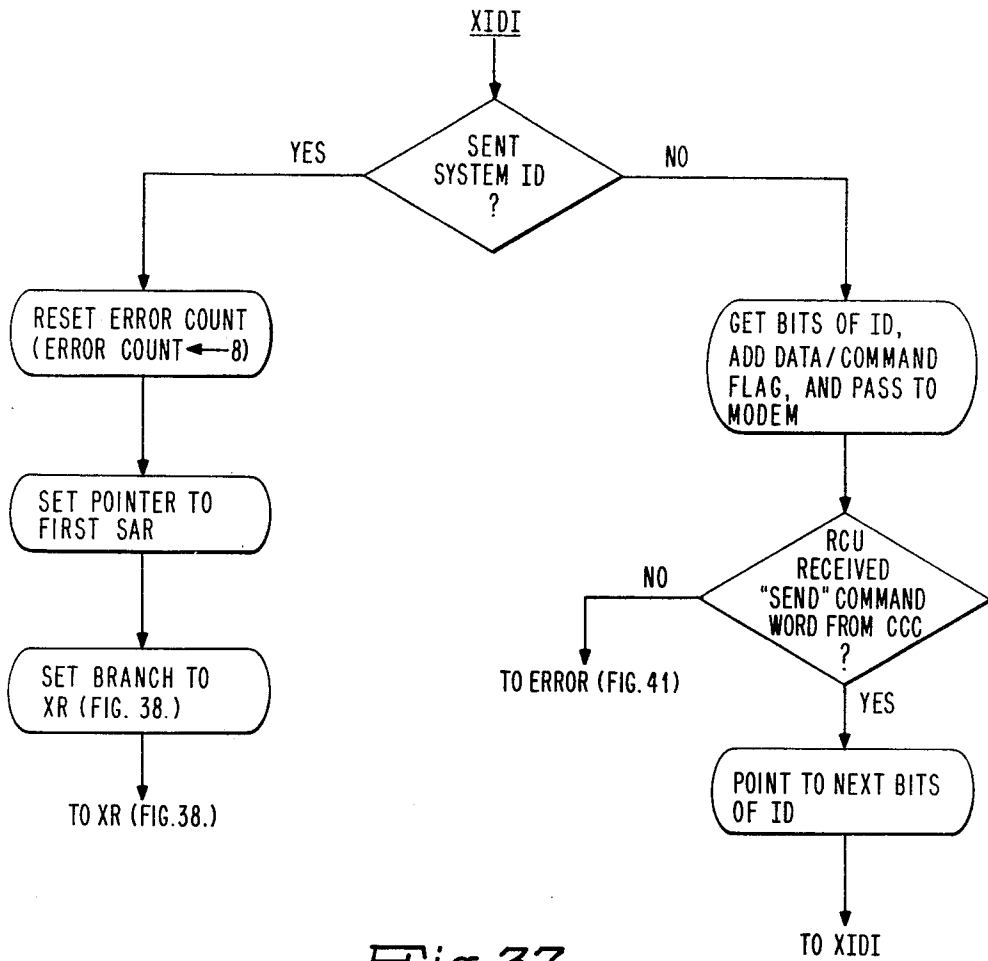 XIDI
SENT
SYSTEM ID
?
YES
NO
RESET ERROR COUNT
(ERROR COUNT ← 8)
GET BITS OF ID,
ADD DATA/COMMAND
FLAG, AND PASS TO
MODEM
SET POINTER TO
FIRST SAR
RCU
RECEIVED
"SEND" COMMAND
WORD FROM CCC
?
NO
TO ERROR (FIG. 41)
YES
SET BRANCH TO
XR (FIG. 38.)
TO XR (FIG.38.)
POINT TO NEXT BITS
OF ID
TO XIDI
Fig. 37